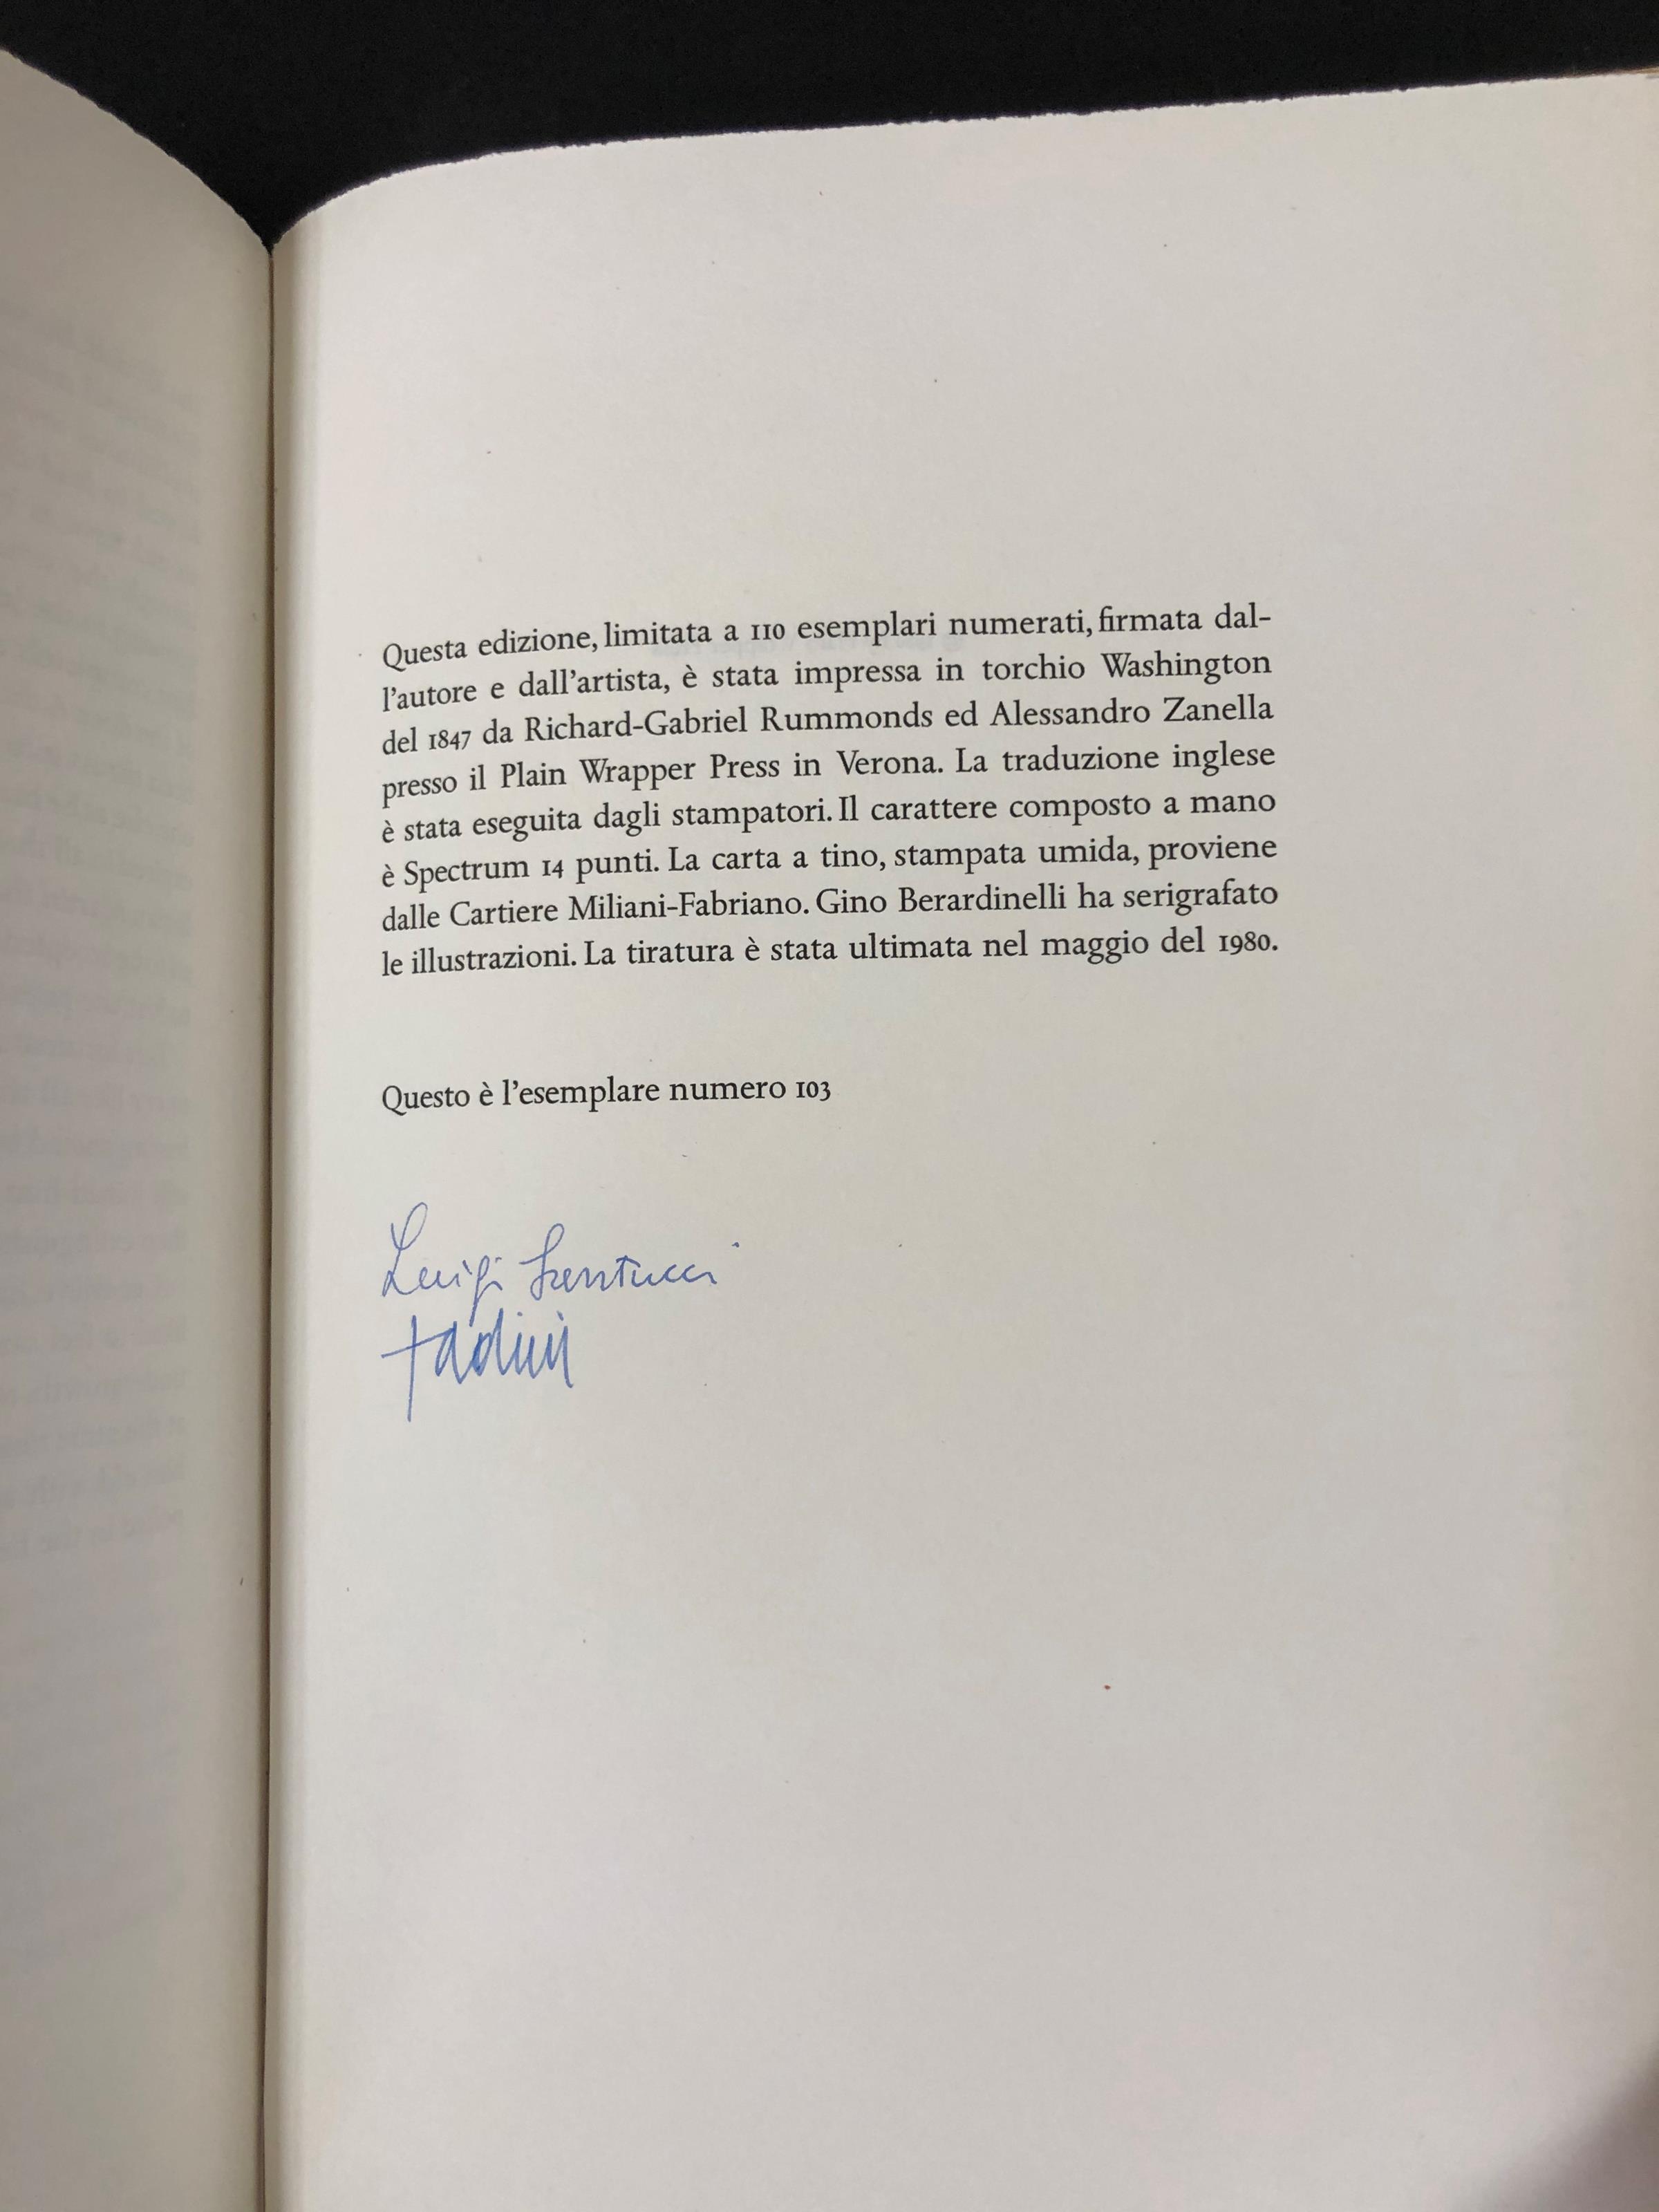 Questa edizione, limitata a 110 esemplari numerati, firmata dal-
l'autore e dall'artista, è stata impressa in torchio Washington
del 1847 da Richard-Gabriel Rummonds ed Alessandro Zanella
presso il Plain Wrapper Press in Verona. La traduzione inglese
è stata eseguita dagli stampatori. Il carattere composto a mano
è Spectrum 14 punti. La carta a tino, stampata umida, proviene
dalle Cartiere Miliani-Fabriano. Gino Berardinelli ha serigrafato
le illustrazioni. La tiratura è stata ultimata nel maggio del 1980.
Questo è l'esemplare numero 103
Luigi Santucci
tadini